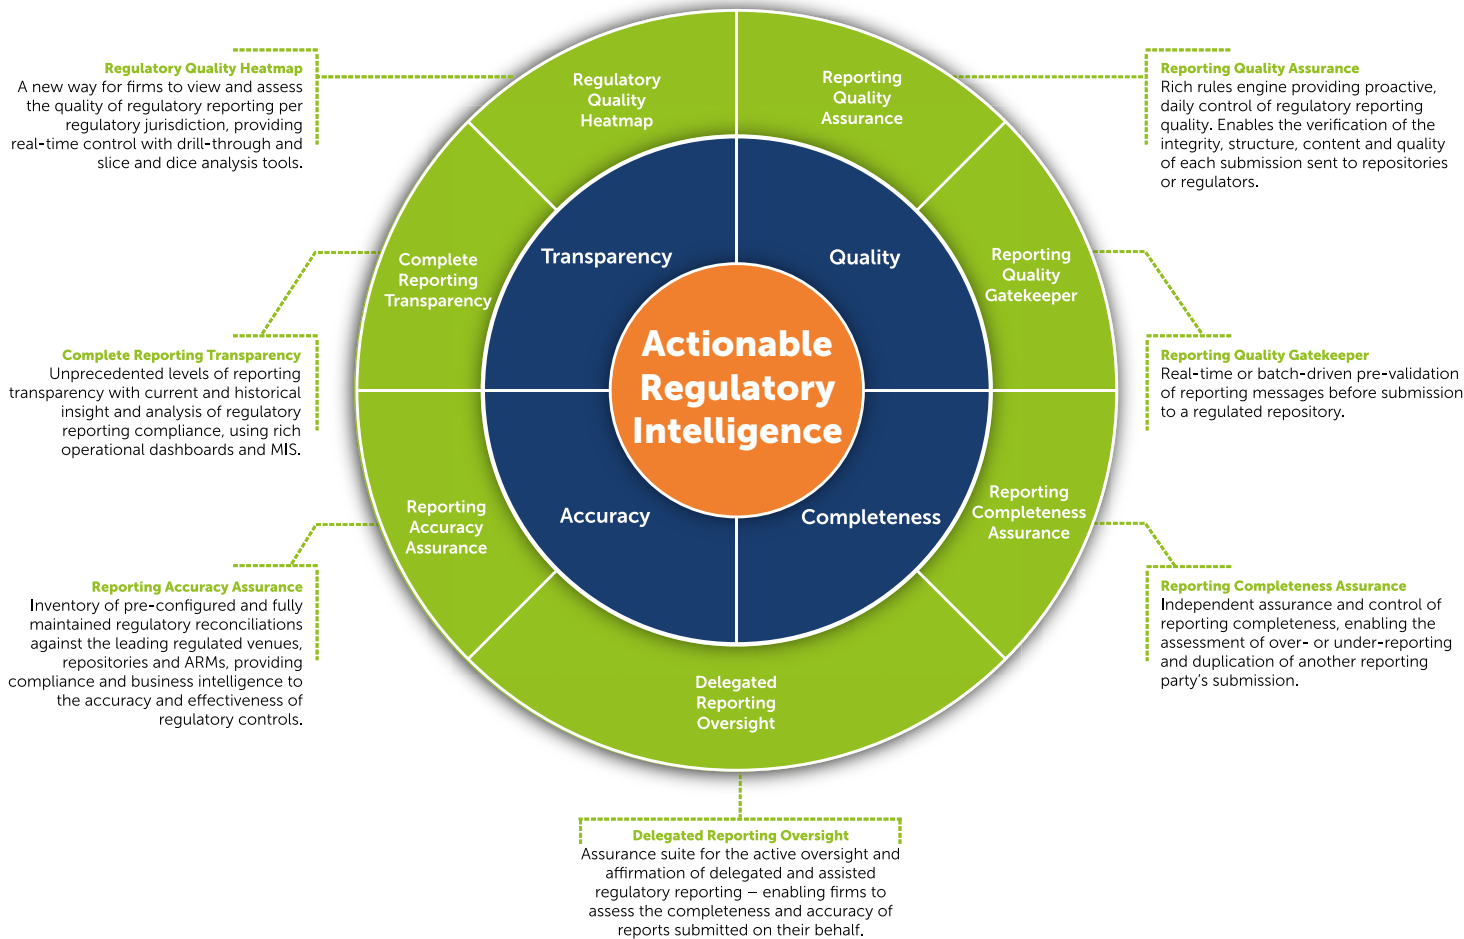 Regulatory Quality Heatmap
A new way for firms to view and assess
the quality of regulatory reporting per
regulatory jurisdiction, providing
real-time control with drill-through and
slice and dice analysis tools.
Complete Reporting Transparency
Unprecedented levels of reporting
transparency with current and historical
insight and analysis of regulatory
reporting compliance, using rich
operational dashboards and MIS.
Reporting Accuracy Assurance
Inventory of pre-configured and fully
maintained regulatory reconciliations
against the leading regulated venues,
repositories and ARMs, providing
compliance and business intelligence to
the accuracy and effectiveness of
regulatory controls.
Regulatory
Quality
Heatmap
Reporting
Quality
Assurance
Complete
Reporting
Transparency
Transparency
Quality
Reporting
Quality
Gatekeeper
Actionable
Regulatory
Intelligence
Reporting
Accuracy
Assurance
Accuracy
Completeness
Reporting
Completeness
Assurance
Delegated
Reporting
Oversight
Reporting Quality Assurance
Rich rules engine providing proactive,
daily control of regulatory reporting
quality. Enables the verification of the
integrity, structure, content and quality
of each submission sent to repositories
or regulators.
Reporting Quality Gatekeeper
Real-time or batch-driven pre-validation
of reporting messages before submission
to a regulated repository.
Reporting Completeness Assurance
Independent assurance and control of
reporting completeness, enabling the
assessment of over- or under-reporting
and duplication of another reporting
party's submission.
Delegated Reporting Oversight
Assurance suite for the active oversight and
affirmation of delegated and assisted
regulatory reporting – enabling firms to
assess the completeness and accuracy of
reports submitted on their behalf.